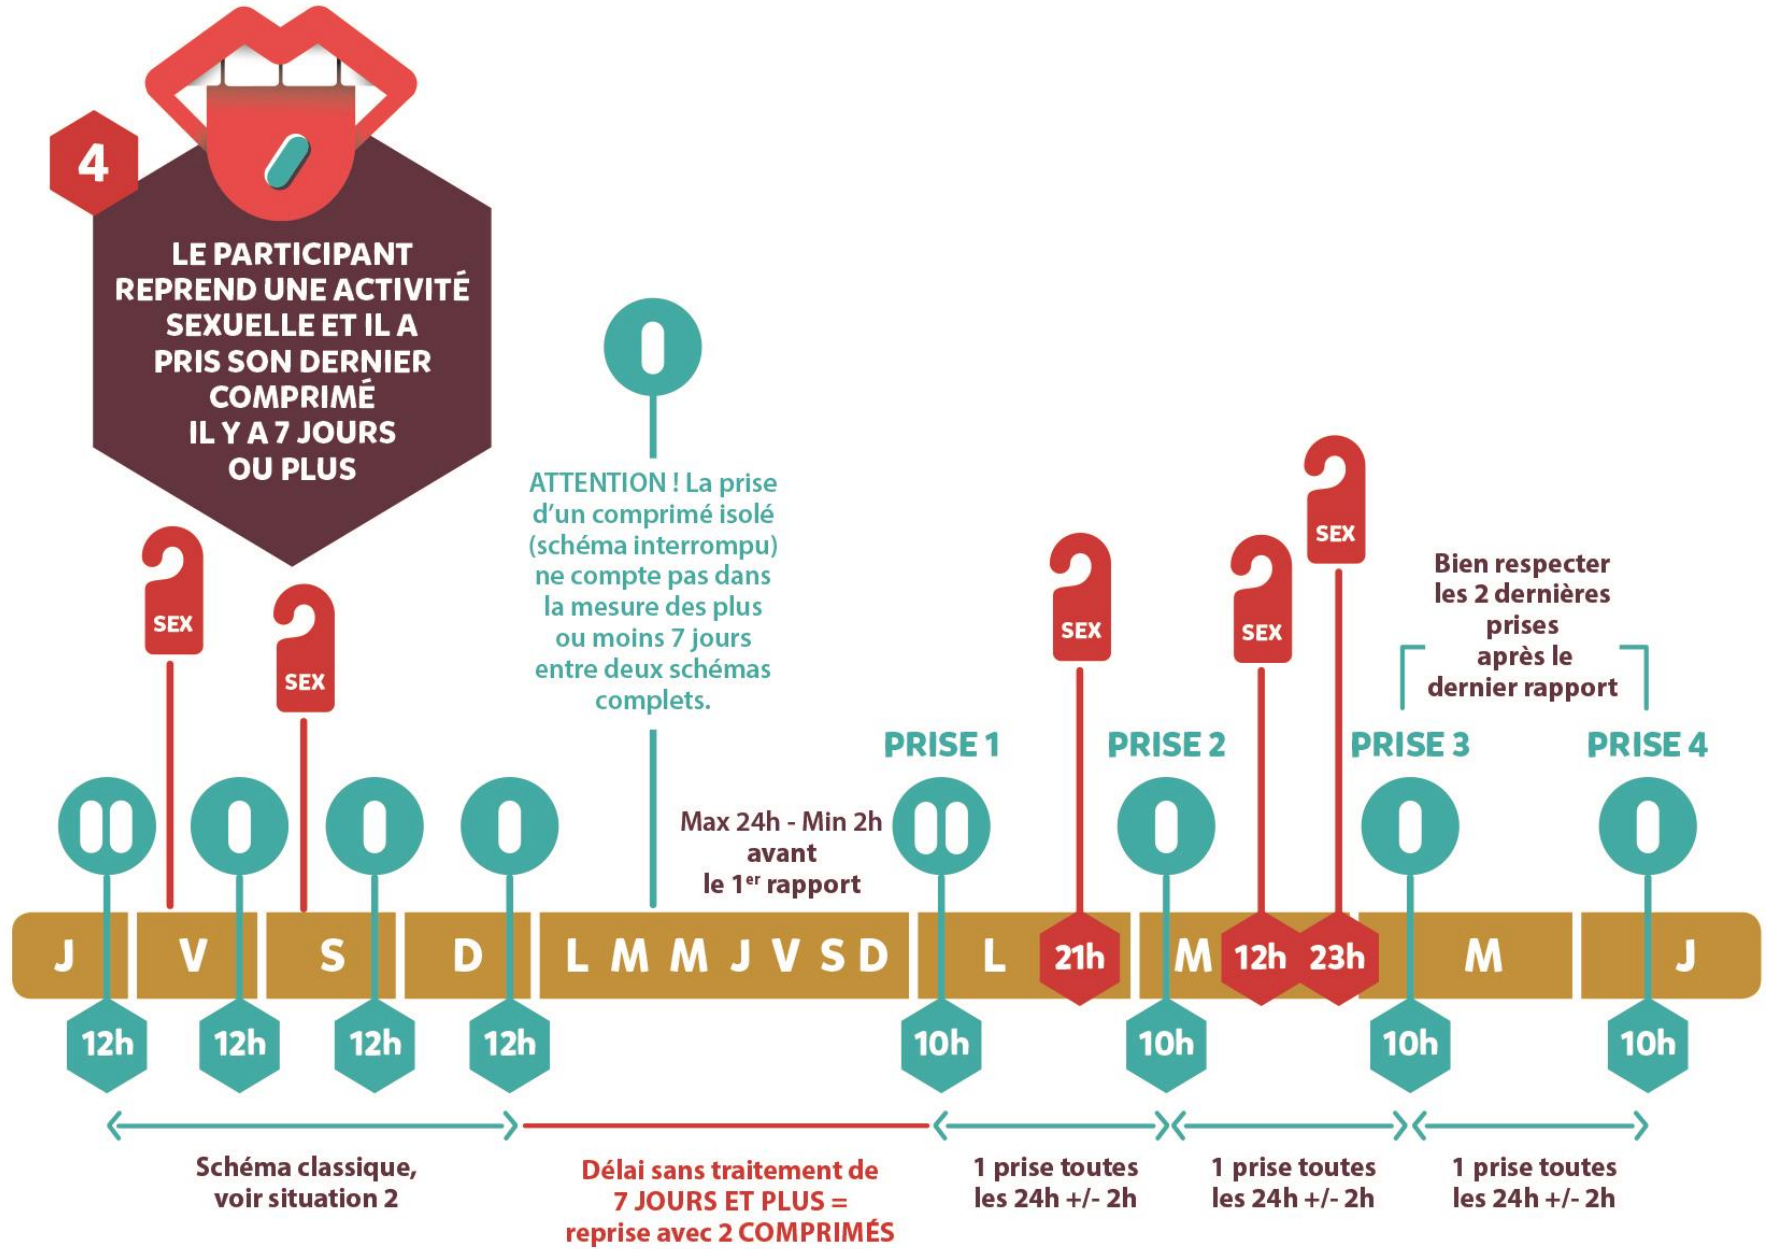 4
LE PARTICIPANT
REPREND UNE ACTIVITÉ
SEXUELLE ET IL A
PRIS SON DERNIER
COMPRIMÉ
IL Y A 7 JOURS
OU PLUS
SEX
SEX
ATTENTION ! La prise
d’un comprimé isolé
(schéma interrompu)
ne compte pas dans
la mesure des plus
ou moins 7 jours
entre deux schémas
complets.
SEX
SEX
SEX
Bien respecter
les 2 dernières
prises
après le
dernier rapport
PRISE 1
PRISE 2
PRISE 3
PRISE 4
Max 24h - Min 2h
avant
le 1er rapport
J V S D L M M J V S D L 21h M 12h 23h M J
12h 12h 12h 12h 10h 10h 10h 10h
Schéma classique,
voir situation 2
Délai sans traitement de
7 JOURS ET PLUS =
reprise avec 2 COMPRIMÉS
1 prise toutes
les 24h +/- 2h
1 prise toutes
les 24h +/- 2h
1 prise toutes
les 24h +/- 2h